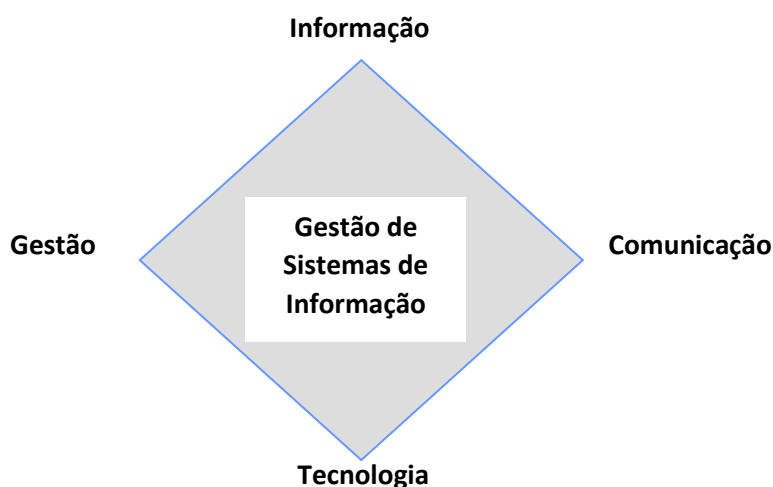 Informação
Gestão
Gestão de
Sistemas de
Informação
Comunicação
Tecnologia